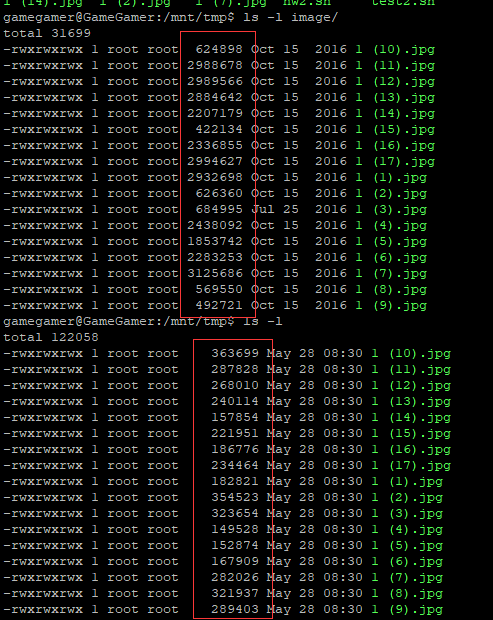 1 (14).jpg  1 (2).jpg  1 (7).jpg  hw2.sh      test2.sh
gamegamer@GameGamer:/mnt/tmp$ ls -l image/
total 31699
-rwxrwxrwx 1 root root  624898 Oct 15  2016 1 (10).jpg
-rwxrwxrwx 1 root root 2988678 Oct 15  2016 1 (11).jpg
-rwxrwxrwx 1 root root 2989566 Oct 15  2016 1 (12).jpg
-rwxrwxrwx 1 root root 2884642 Oct 15  2016 1 (13).jpg
-rwxrwxrwx 1 root root 2207179 Oct 15  2016 1 (14).jpg
-rwxrwxrwx 1 root root  422134 Oct 15  2016 1 (15).jpg
-rwxrwxrwx 1 root root 2336855 Oct 15  2016 1 (16).jpg
-rwxrwxrwx 1 root root 2994627 Oct 15  2016 1 (17).jpg
-rwxrwxrwx 1 root root 2932698 Oct 15  2016 1 (1).jpg
-rwxrwxrwx 1 root root  626360 Oct 15  2016 1 (2).jpg
-rwxrwxrwx 1 root root  684995 Jul 25  2016 1 (3).jpg
-rwxrwxrwx 1 root root 2438092 Oct 15  2016 1 (4).jpg
-rwxrwxrwx 1 root root 1853742 Oct 15  2016 1 (5).jpg
-rwxrwxrwx 1 root root 2283253 Oct 15  2016 1 (6).jpg
-rwxrwxrwx 1 root root 3125686 Oct 15  2016 1 (7).jpg
-rwxrwxrwx 1 root root  569550 Oct 15  2016 1 (8).jpg
-rwxrwxrwx 1 root root  492721 Oct 15  2016 1 (9).jpg
gamegamer@GameGamer:/mnt/tmp$ ls -l
total 122058
-rwxrwxrwx 1 root root    363699 May 28 08:30 1 (10).jpg
-rwxrwxrwx 1 root root    287828 May 28 08:30 1 (11).jpg
-rwxrwxrwx 1 root root    268010 May 28 08:30 1 (12).jpg
-rwxrwxrwx 1 root root    240114 May 28 08:30 1 (13).jpg
-rwxrwxrwx 1 root root    157854 May 28 08:30 1 (14).jpg
-rwxrwxrwx 1 root root    221951 May 28 08:30 1 (15).jpg
-rwxrwxrwx 1 root root    186776 May 28 08:30 1 (16).jpg
-rwxrwxrwx 1 root root    234464 May 28 08:30 1 (17).jpg
-rwxrwxrwx 1 root root    182821 May 28 08:30 1 (1).jpg
-rwxrwxrwx 1 root root    354523 May 28 08:30 1 (2).jpg
-rwxrwxrwx 1 root root    323654 May 28 08:30 1 (3).jpg
-rwxrwxrwx 1 root root    149528 May 28 08:30 1 (4).jpg
-rwxrwxrwx 1 root root    152874 May 28 08:30 1 (5).jpg
-rwxrwxrwx 1 root root    167909 May 28 08:30 1 (6).jpg
-rwxrwxrwx 1 root root    282026 May 28 08:30 1 (7).jpg
-rwxrwxrwx 1 root root    321937 May 28 08:30 1 (8).jpg
-rwxrwxrwx 1 root root    289403 May 28 08:30 1 (9).jpg